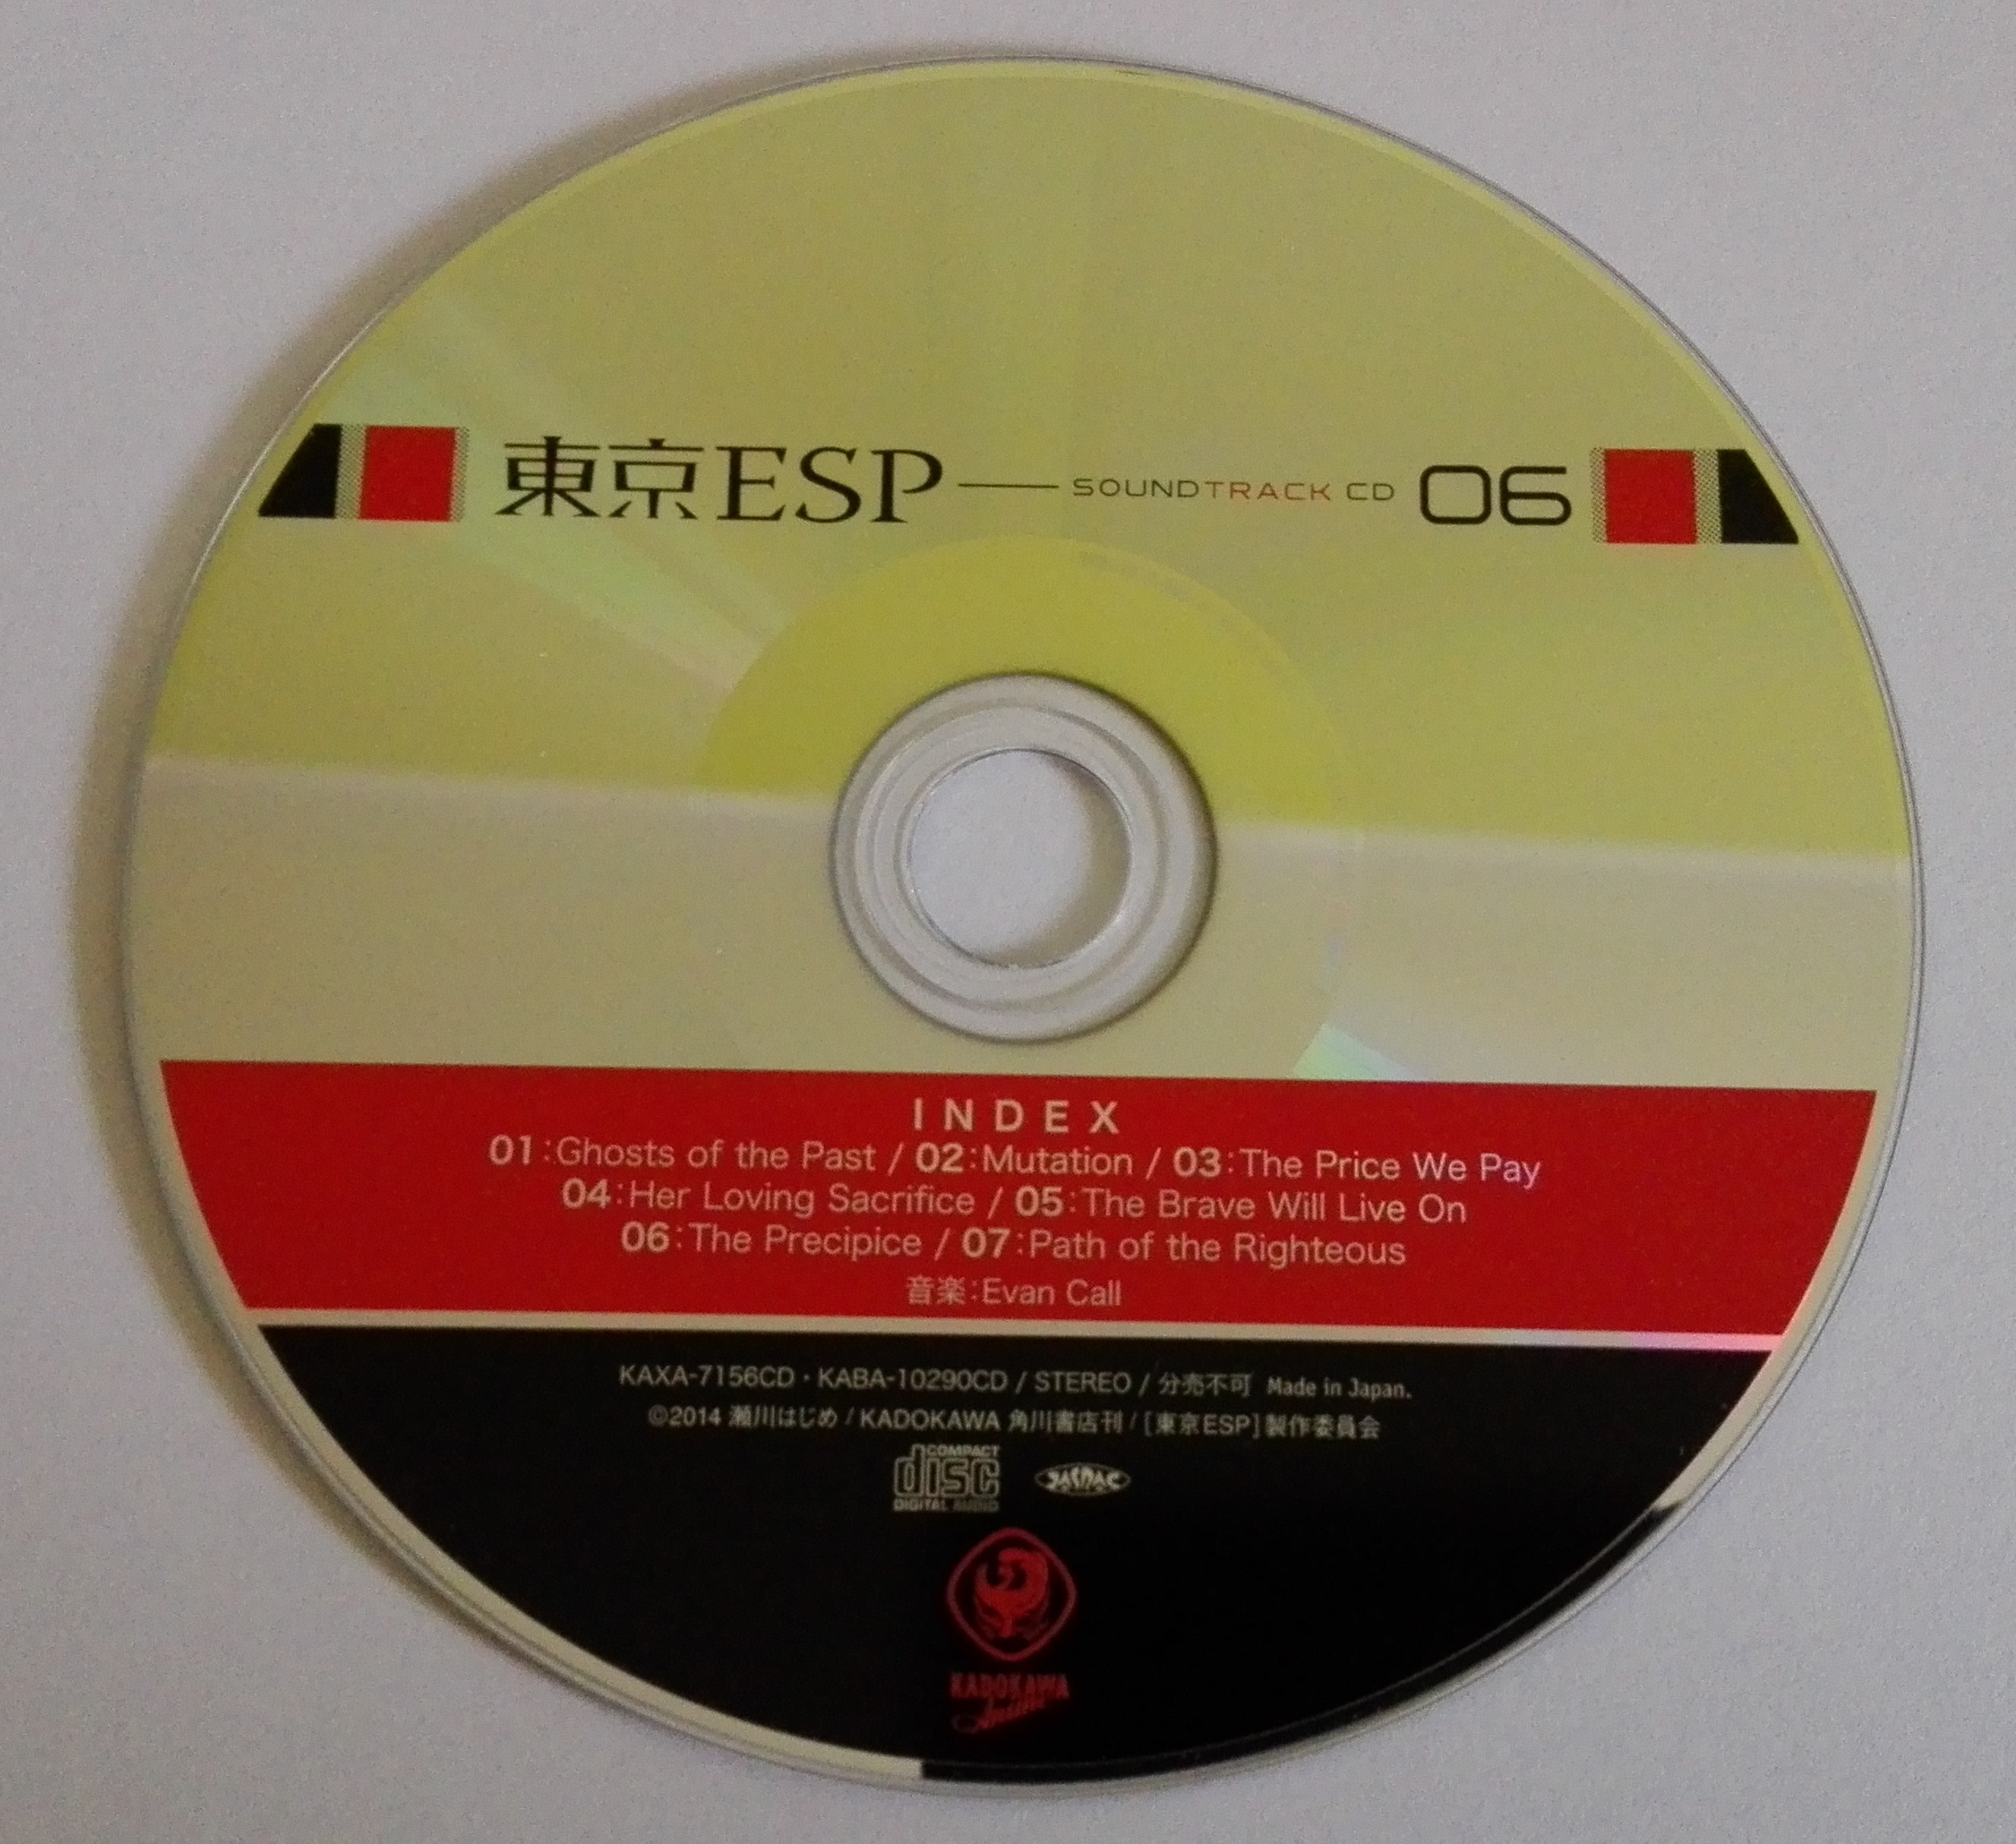 東京ESP — SOUNDTRACK CD 06
INDEX
01:Ghosts of the Past / 02:Mutation / 03:The Price We Pay
04:Her Loving Sacrifice / 05:The Brave Will Live On
06:The Precipice / 07:Path of the Righteous
音楽:Evan Call
KAXA-7156CD・KABA-10290CD / STEREO / 分売不可 Made in Japan.
©2014 瀬川はじめ / KADOKAWA 角川書店刊 / [東京ESP]製作委員会
COMPACT
disc
DIGITAL AUDIO
JASRAC
KADOKAWA
Anime